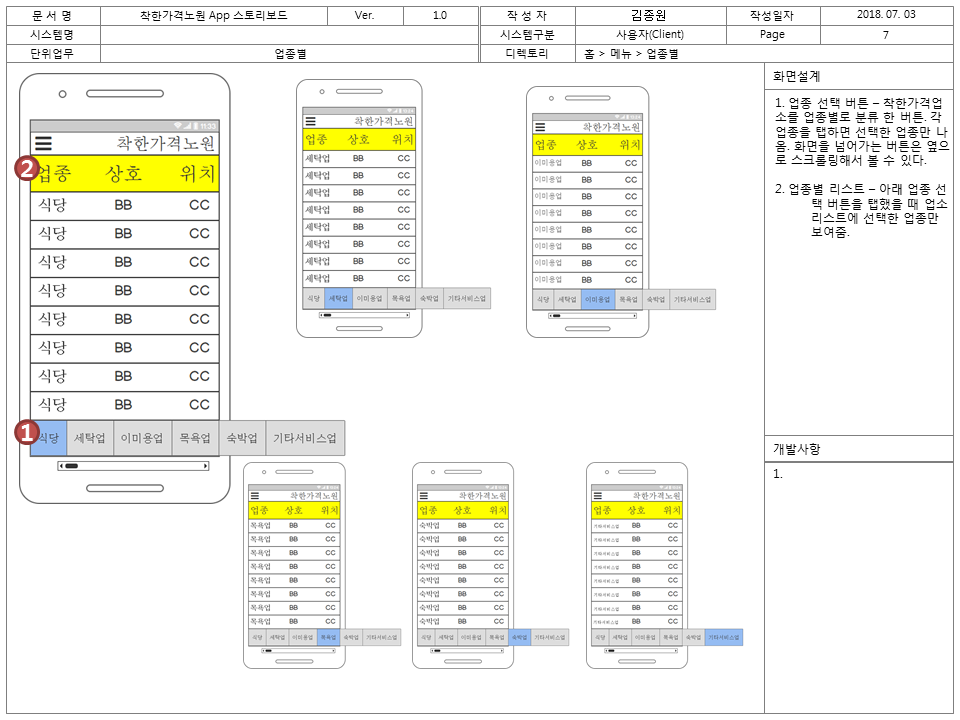 문 서 명 착한가격노원 App 스토리보드 Ver. 1.0 작 성 자 김종원 작성일자 2018. 07. 03
시스템명 시스템구분 사용자(Client) Page 7
단위업무 업종별 디렉토리 홈 > 메뉴 > 업종별
화면설계
1. 업종 선택 버튼 – 착한가격업
소를 업종별로 분류 한 버튼. 각
업종을 탭하면 선택한 업종만 나
옴. 화면을 넘어가는 버튼은 옆으
로 스크롤링해서 볼 수 있다.
2. 업종별 리스트 – 아래 업종 선
택 버튼을 탭했을 때 업소
리스트에 선택한 업종만
보여줌.
개발사항
1.
11:33
착한가격노원
2
업종 상호 위치
식당 BB CC
식당 BB CC
식당 BB CC
식당 BB CC
식당 BB CC
식당 BB CC
식당 BB CC
식당 BB CC
1
식당 세탁업 이미용업 목욕업 숙박업 기타서비스업
착한가격노원
업종 상호 위치
세탁업 BB CC
세탁업 BB CC
세탁업 BB CC
세탁업 BB CC
세탁업 BB CC
세탁업 BB CC
세탁업 BB CC
세탁업 BB CC
식당 세탁업 이미용업 목욕업 숙박업 기타서비스업
착한가격노원
업종 상호 위치
이미용업 BB CC
이미용업 BB CC
이미용업 BB CC
이미용업 BB CC
이미용업 BB CC
이미용업 BB CC
이미용업 BB CC
이미용업 BB CC
식당 세탁업 이미용업 목욕업 숙박업 기타서비스업
착한가격노원
업종 상호 위치
목욕업 BB CC
목욕업 BB CC
목욕업 BB CC
목욕업 BB CC
목욕업 BB CC
목욕업 BB CC
목욕업 BB CC
목욕업 BB CC
식당 세탁업 이미용업 목욕업 숙박업 기타서비스업
착한가격노원
업종 상호 위치
숙박업 BB CC
숙박업 BB CC
숙박업 BB CC
숙박업 BB CC
숙박업 BB CC
숙박업 BB CC
숙박업 BB CC
숙박업 BB CC
식당 세탁업 이미용업 목욕업 숙박업 기타서비스업
착한가격노원
업종 상호 위치
기타서비스업 BB CC
기타서비스업 BB CC
기타서비스업 BB CC
기타서비스업 BB CC
기타서비스업 BB CC
기타서비스업 BB CC
기타서비스업 BB CC
기타서비스업 BB CC
식당 세탁업 이미용업 목욕업 숙박업 기타서비스업